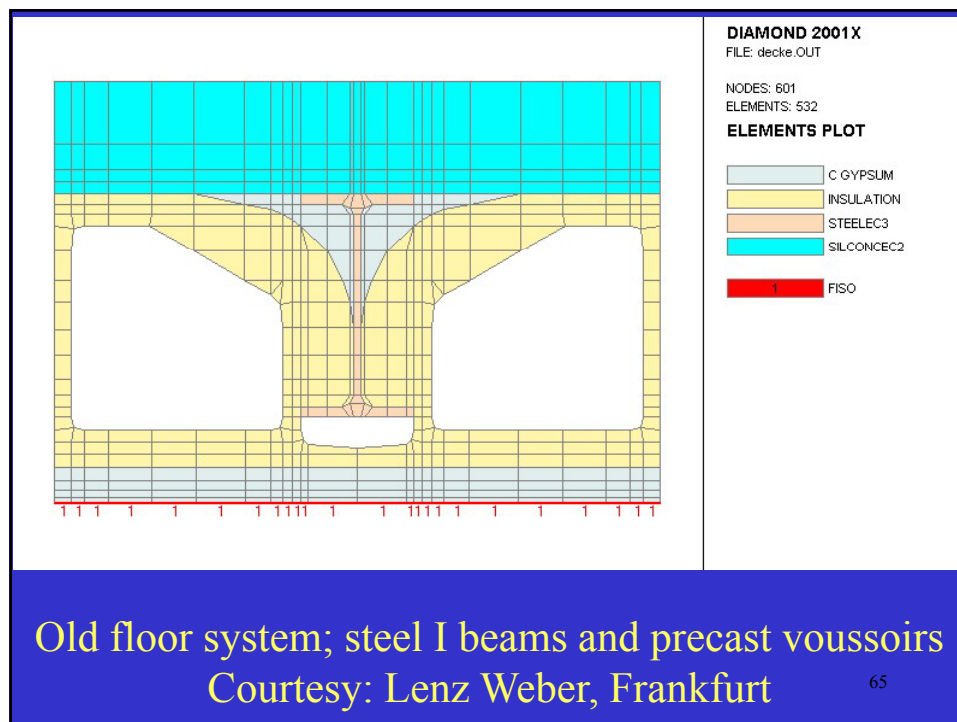 DIAMOND 2001X
FILE: decke.OUT
NODES: 601
ELEMENTS: 532
ELEMENTS PLOT
C GYPSUM
INSULATION
STEELEC3
SILCONCEC2
1 FISO
1 1 1 1 1 1 1 1 1 1 1 1 1 1 1 1 1 1 1 1 1 1 1 1
Old floor system; steel I beams and precast voussoirs
Courtesy: Lenz Weber, Frankfurt
65